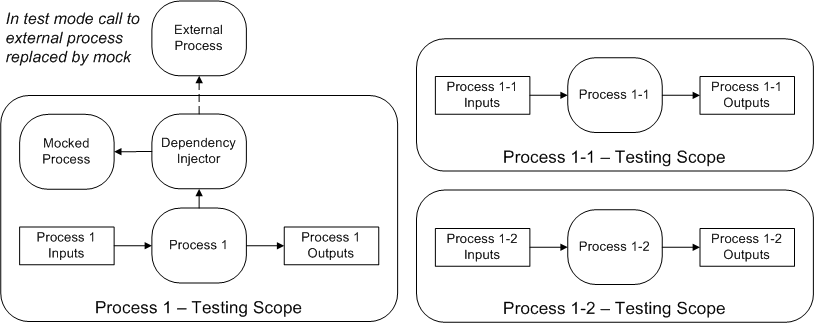 In test mode call to
external process
replaced by mock
External
Process
Mocked
Process
Dependency
Injector
Process 1
Inputs
Process 1
Process 1
Outputs
Process 1 – Testing Scope
Process 1-1
Inputs
Process 1-1
Process 1-1
Outputs
Process 1-1 – Testing Scope
Process 1-2
Inputs
Process 1-2
Process 1-2
Outputs
Process 1-2 – Testing Scope